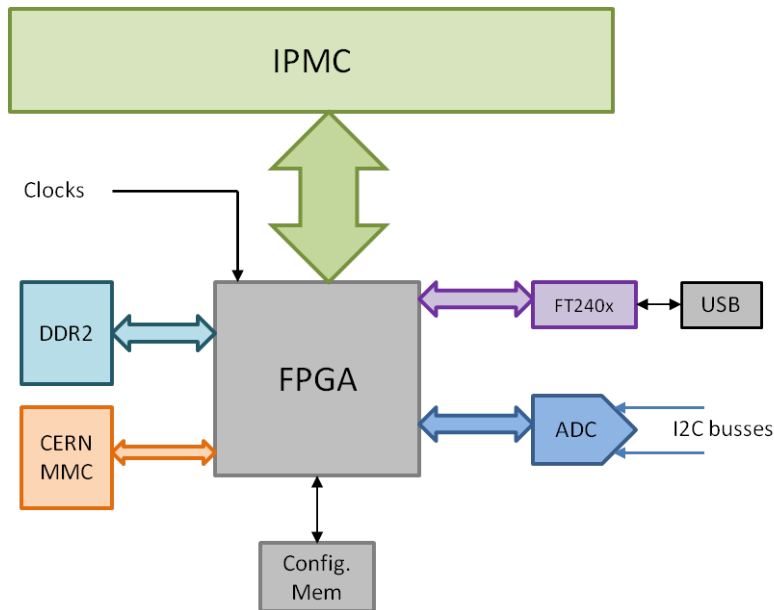 IPMC
Clocks
DDR2
FPGA
FT240x
USB
CERN
MMC
ADC
I2C busses
Config.
Mem